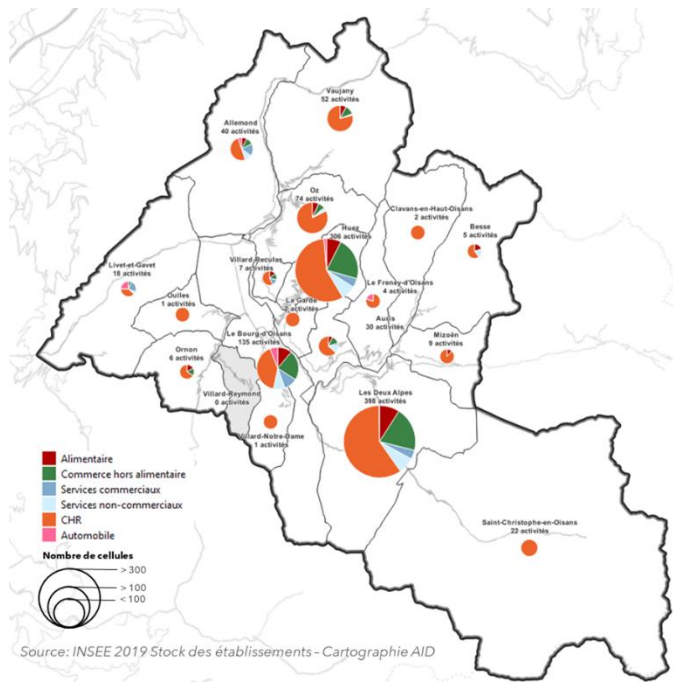 Vaujany
52 activités
Allemond
40 activités
Oz
74 activités
Clavans-en-Haut-Oisans
2 activités
Besse
5 activités
Huez
306 activités
Villard-Reculas
7 activités
Livet-et-Gavet
18 activités
Le Freney-d'Oisans
4 activités
La Garde
activités
Oulles
1 activité
Auris
30 activités
Mizoën
9 activités
Le Bourg-d'Oisans
135 activités
Ornon
6 activités
Les Deux Alpes
398 activités
Villard-Reymond
0 activités
Villard-Notre-Dame
1 activités
Saint-Christophe-en-Oisans
22 activités
Alimentaire
Commerce hors alimentaire
Services commerciaux
Services non-commerciaux
CHR
Automobile
Nombre de cellules
> 300
> 100
< 100
Source: INSEE 2019 Stock des établissements – Cartographie AID